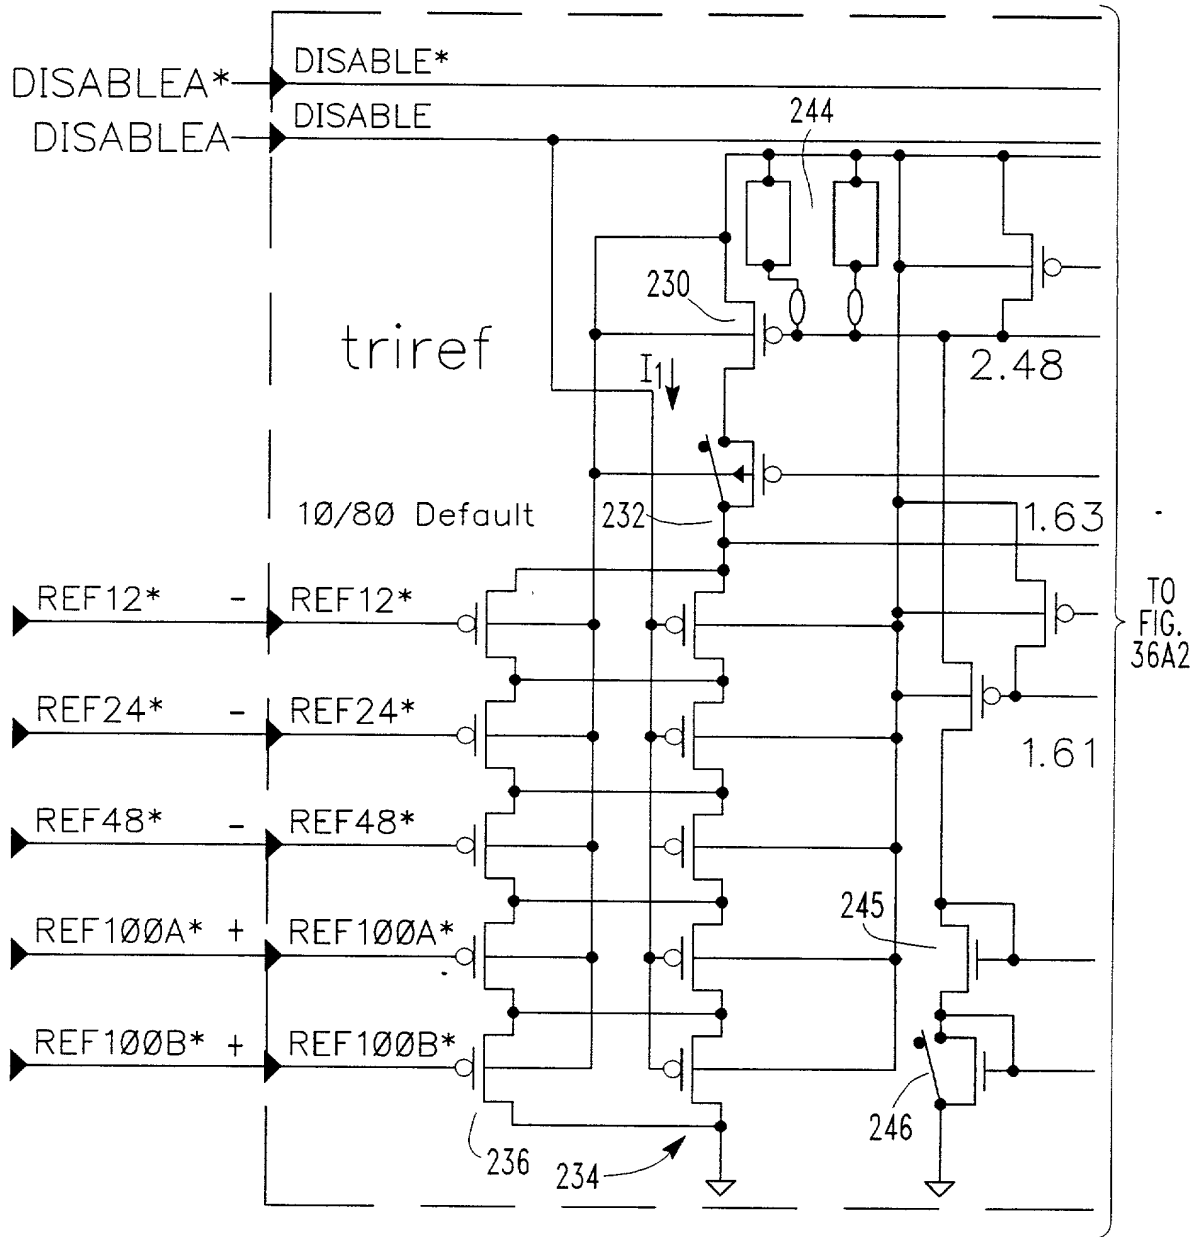 DISABLEA* DISABLE*
DISABLEA DISABLE
244
230
triref
I1
2.48
10/80 Default
232
1.63
REF12* - REF12*
TO
FIG.
36A2
REF24* - REF24*
1.61
REF48* - REF48*
245
REF100A* + REF100A*
REF100B* + REF100B*
246
236
234